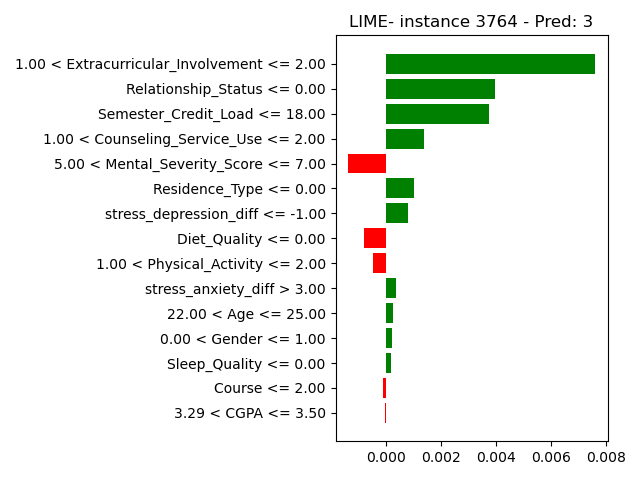 LIME- instance 3764 - Pred: 3
1.00 < Extracurricular_Involvement <= 2.00
Relationship_Status <= 0.00
Semester_Credit_Load <= 18.00
1.00 < Counseling_Service_Use <= 2.00
5.00 < Mental_Severity_Score <= 7.00
Residence_Type <= 0.00
stress_depression_diff <= -1.00
Diet_Quality <= 0.00
1.00 < Physical_Activity <= 2.00
stress_anxiety_diff > 3.00
22.00 < Age <= 25.00
0.00 < Gender <= 1.00
Sleep_Quality <= 0.00
Course <= 2.00
3.29 < CGPA <= 3.50
0.000 0.002 0.004 0.006 0.008